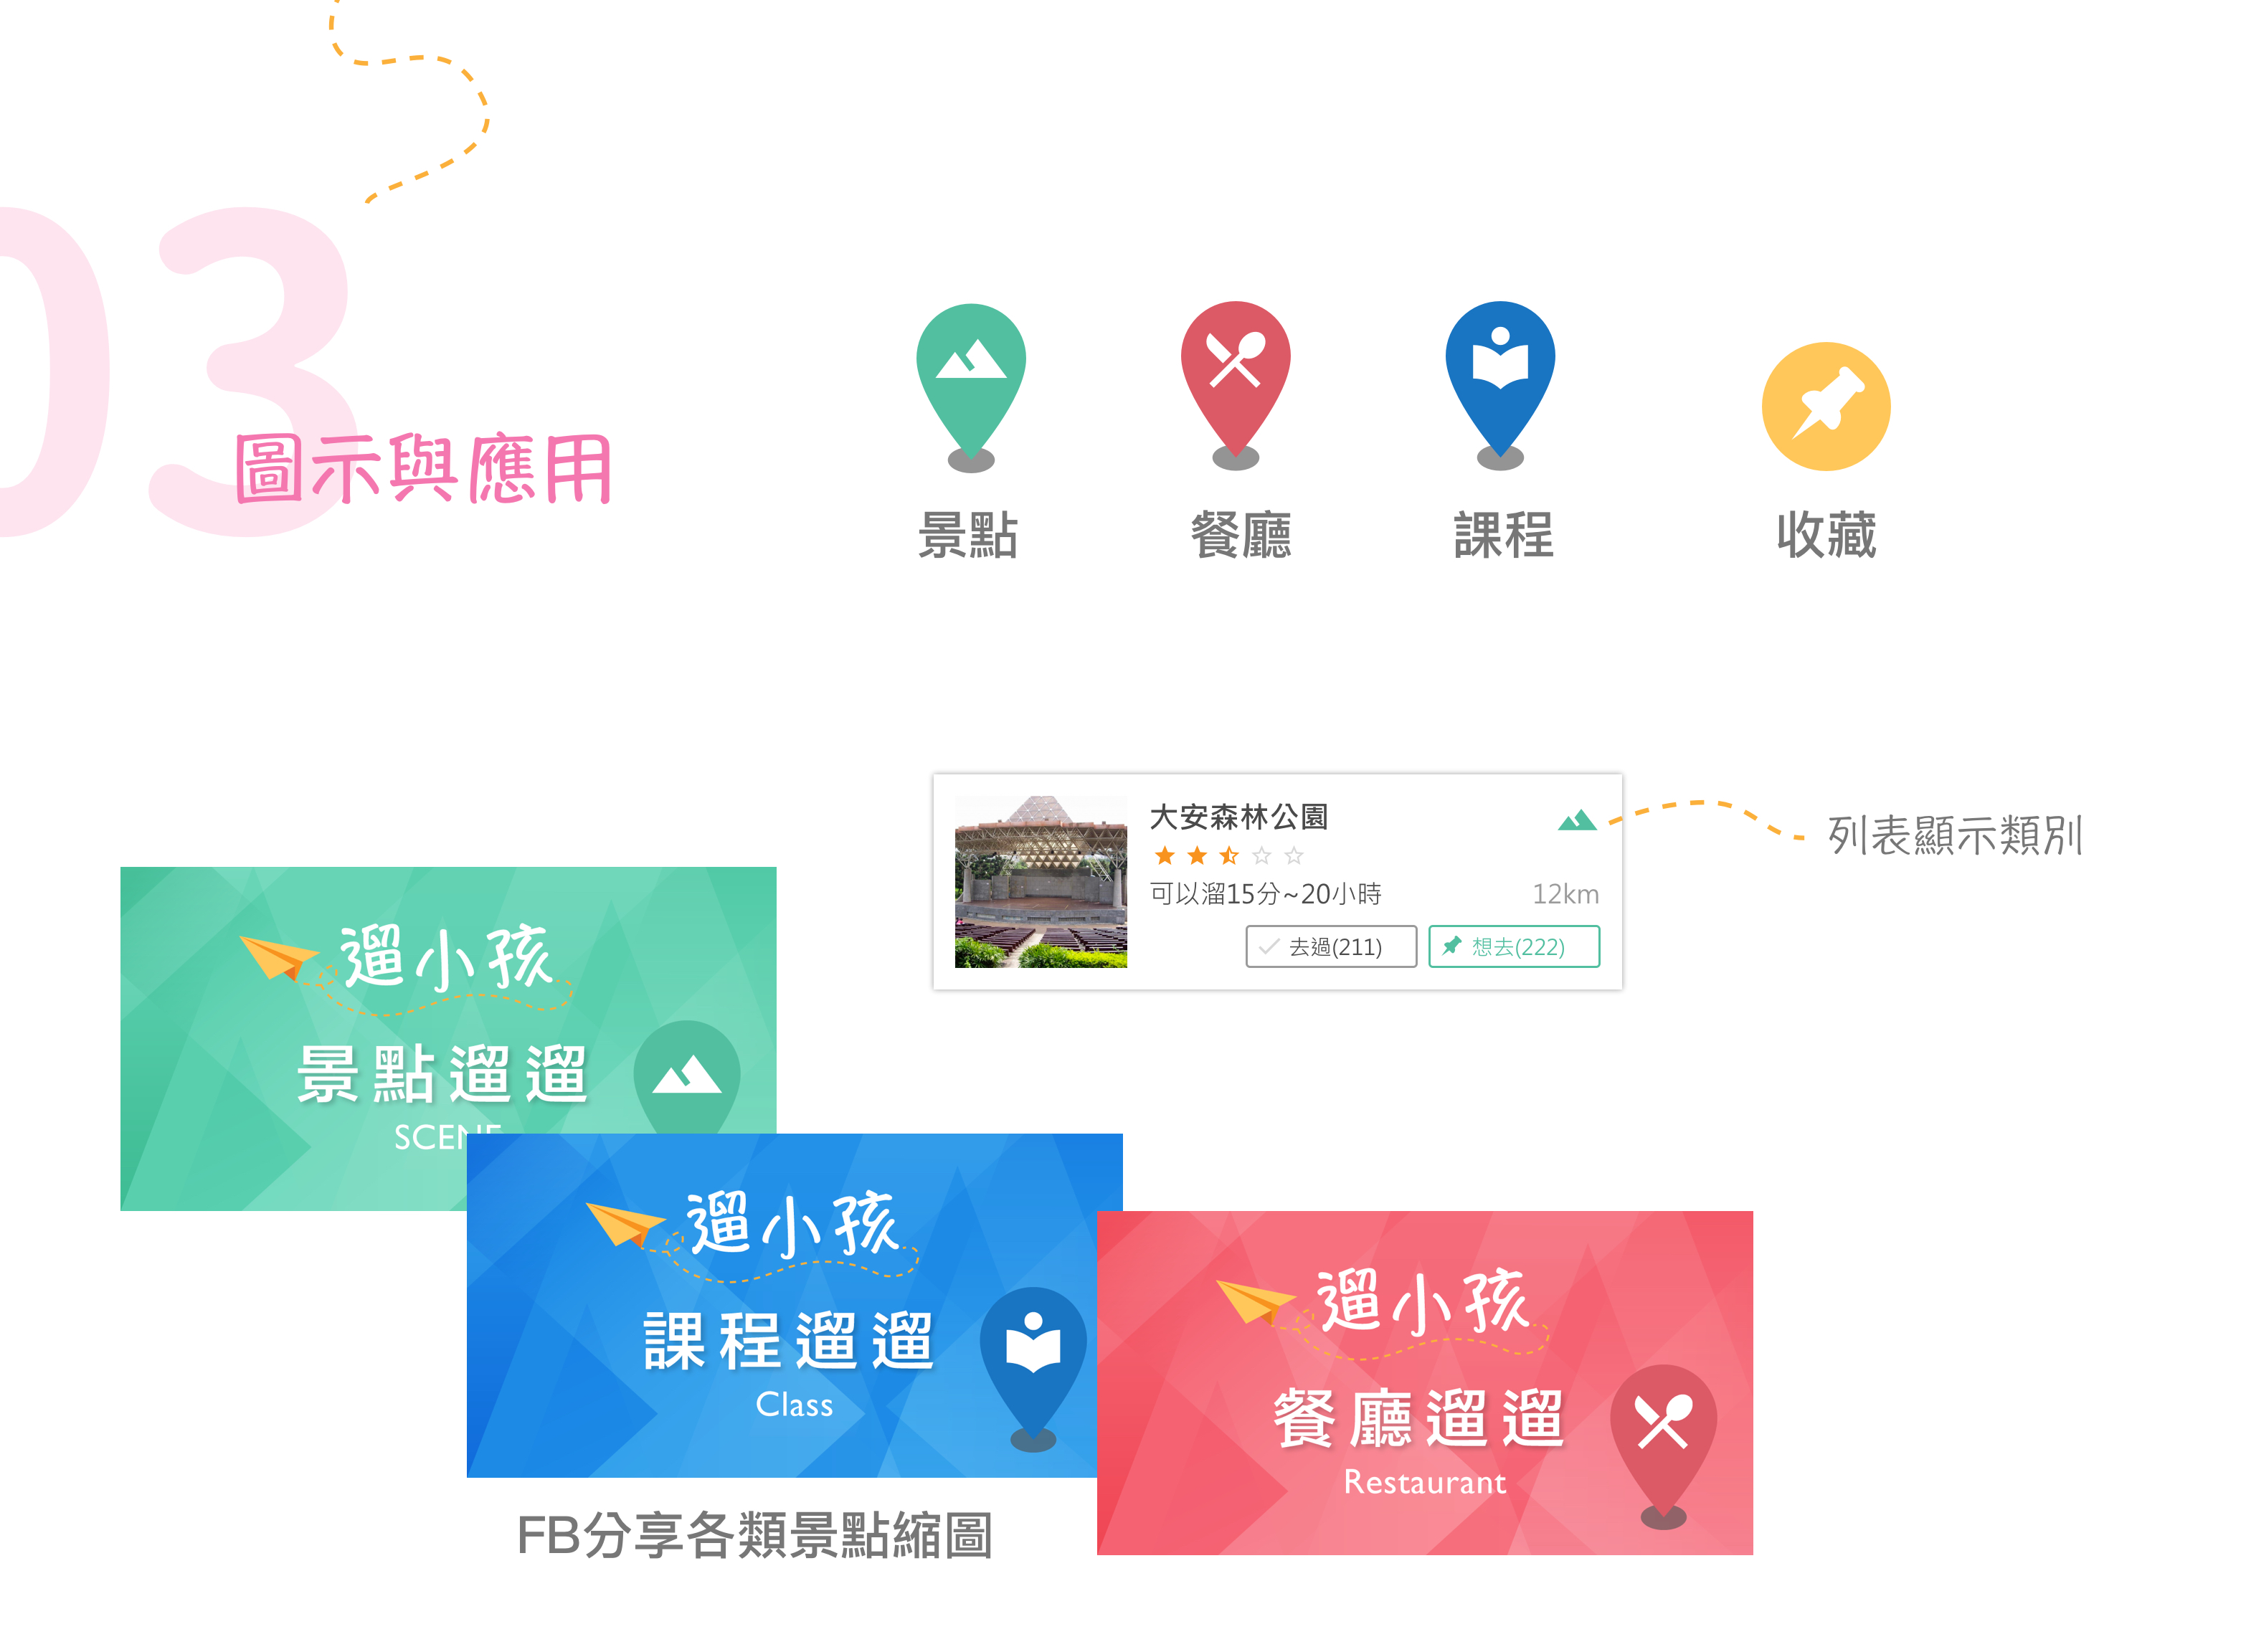 03
圖示與應用
景點
餐廳
課程
收藏
大安森林公園
可以溜15分~20小時
12km
去過(211)
想去(222)
列表顯示類別
遛小孩
景點遛遛
SCENE
遛小孩
課程遛遛
Class
遛小孩
餐廳遛遛
Restaurant
FB分享各類景點縮圖